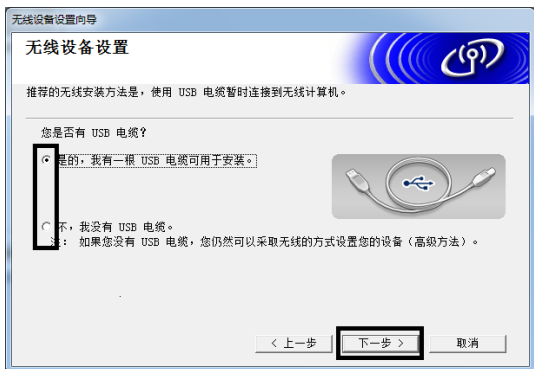 无线设备设置向导
无线设备设置
推荐的无线安装方法是，使用 USB 电缆暂时连接到无线计算机。
您是否有 USB 电缆？
是的，我有一根 USB 电缆可用于安装。
不，我没有 USB 电缆。
注： 如果您没有 USB 电缆，您仍然可以采取无线的方式设置您的设备（高级方法）。
< 上一步 下一步 > 取消